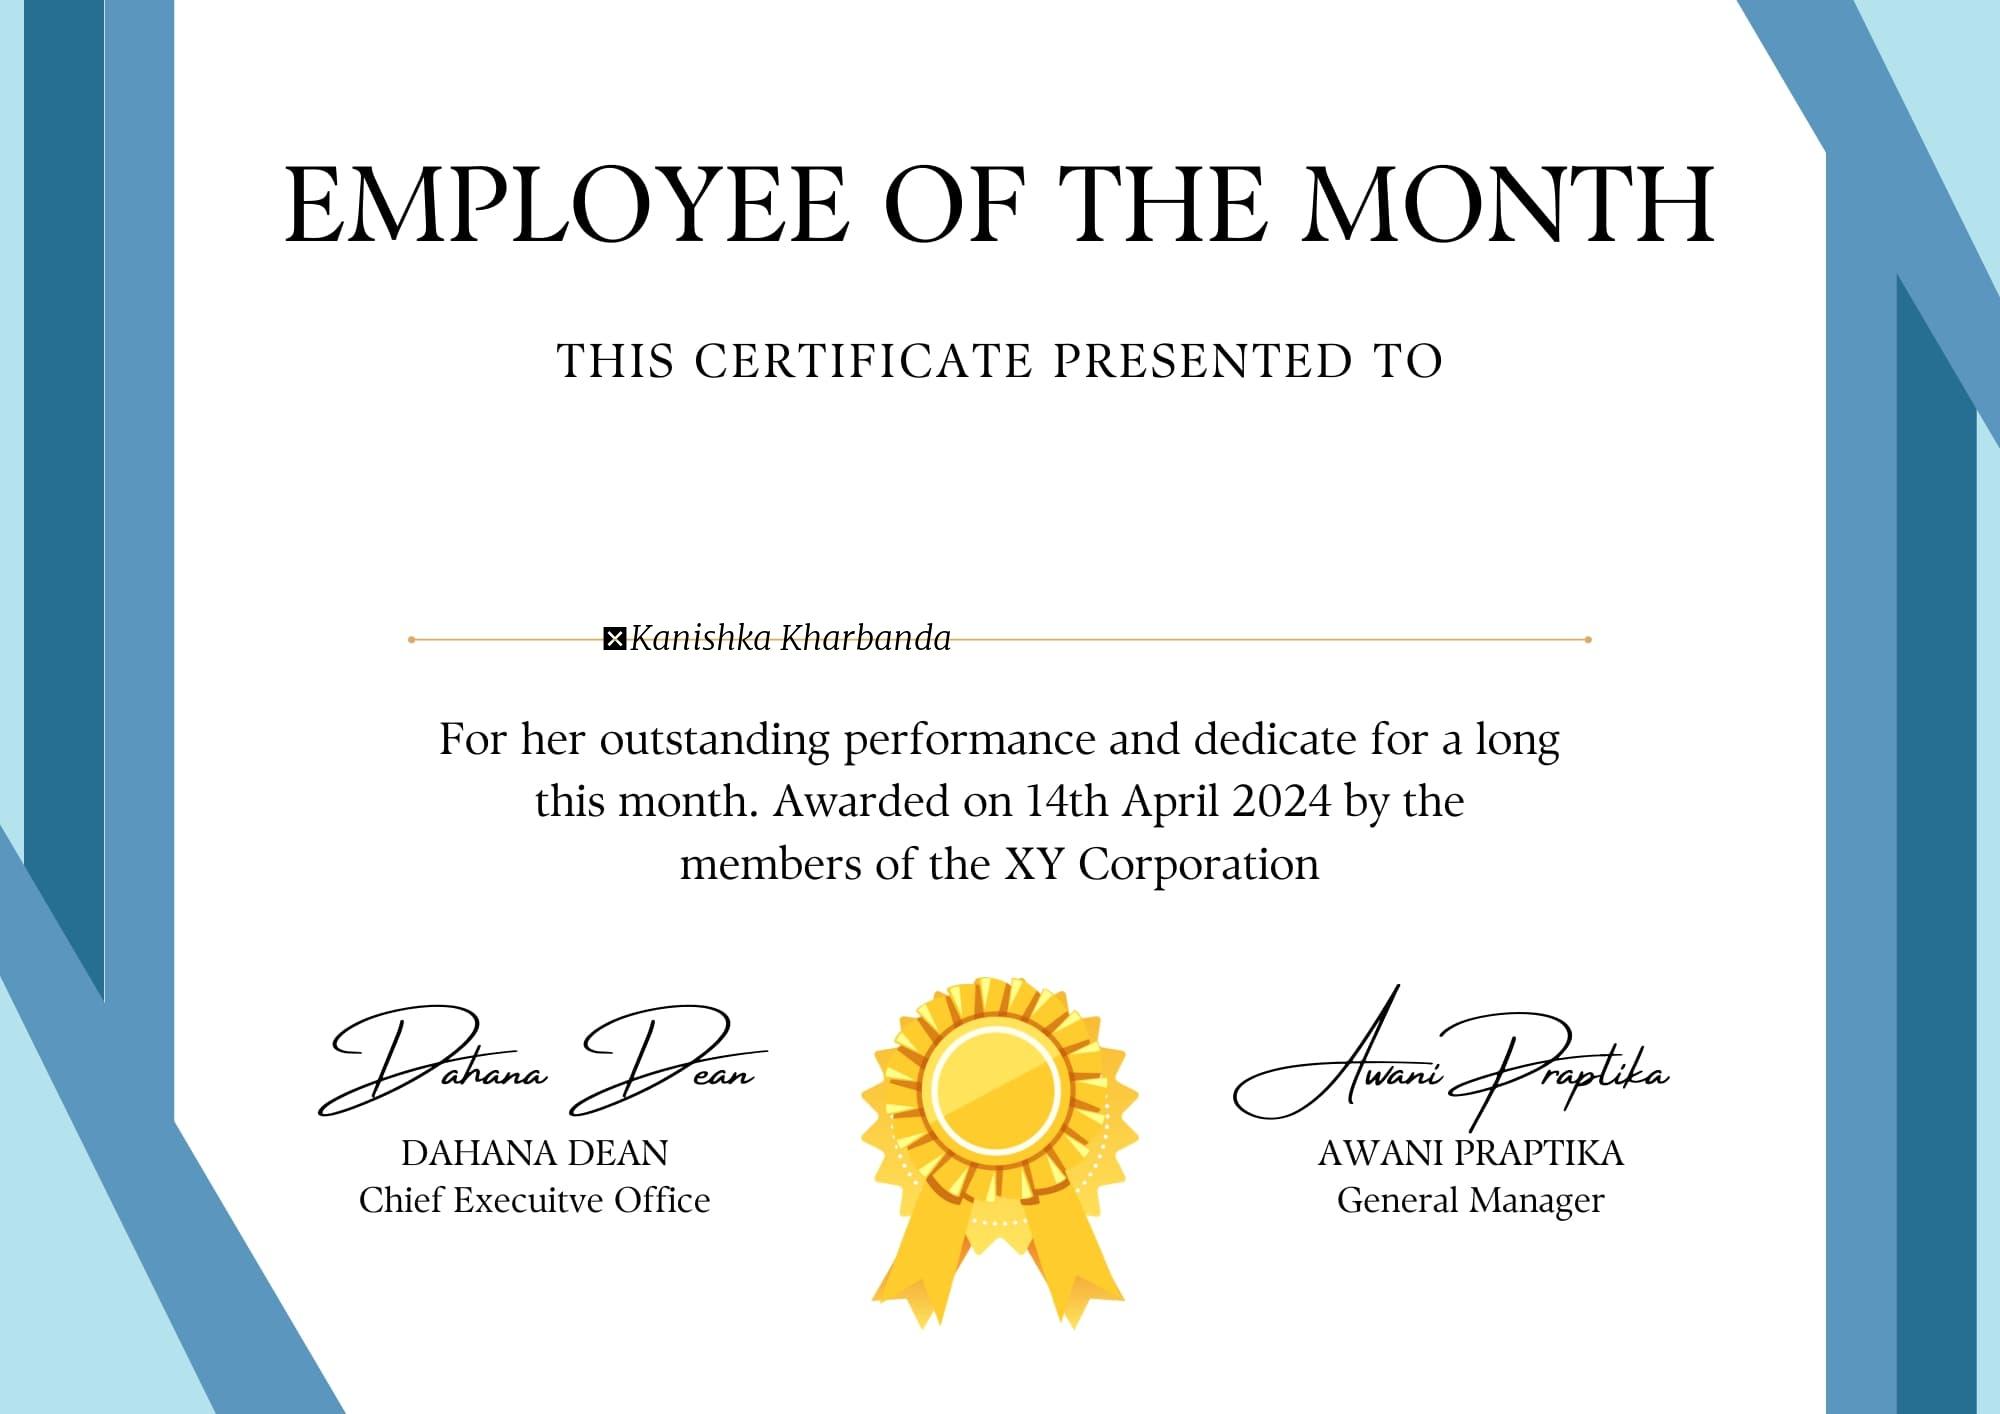 EMPLOYEE OF THE MONTH
THIS CERTIFICATE PRESENTED TO
Kanishka Kharbanda
For her outstanding performance and dedicate for a long
this month. Awarded on 14th April 2024 by the
members of the XY Corporation
Dahana Dean
DAHANA DEAN
Chief Execuitve Office
Awani Praptika
AWANI PRAPTIKA
General Manager